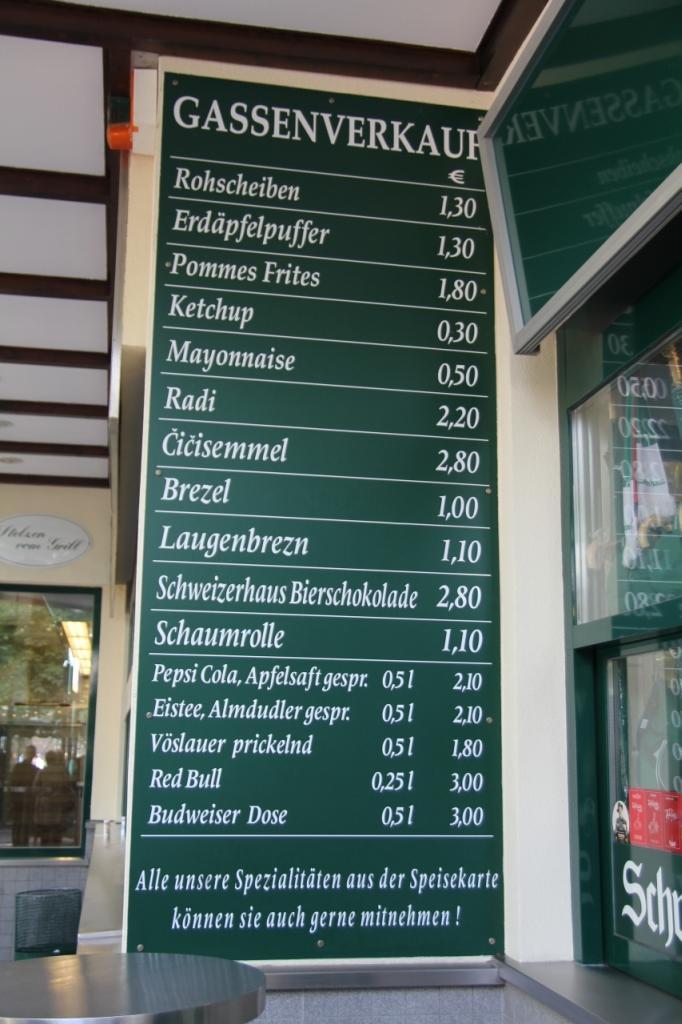 GASSENVERKAUF
€
Rohscheiben 1,30
Erdäpfelpuffer 1,30
Pommes Frites 1,80
Ketchup 0,30
Mayonnaise 0,50
Radi 2,20
Čičisemmel 2,80
Brezel 1,00
Laugenbrezn 1,10
Schweizerhaus Bierschokolade 2,80
Schaumrolle 1,10
Pepsi Cola, Apfelsaft gespr. 0,5 l 2,10
Eistee, Almdudler gespr. 0,5 l 2,10
Vöslauer prickelnd 0,5 l 1,80
Red Bull 0,25 l 3,00
Budweiser Dose 0,5 l 3,00
Alle unsere Spezialitäten aus der Speisekarte
können sie auch gerne mitnehmen !
Stelzen
vom Grill